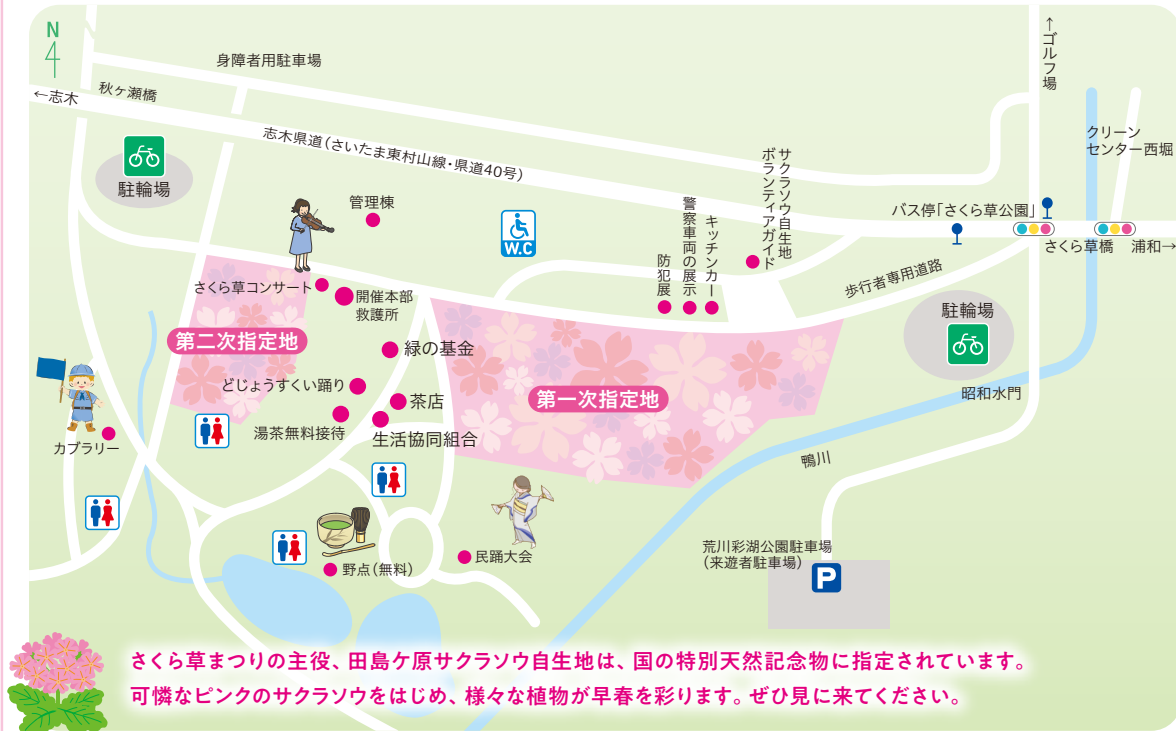 N
←志木
秋ヶ瀬橋
身障者用駐車場
志木県道(さいたま東村山線・県道40号)
↑ゴルフ場
クリーン
センター西堀
駐輪場
管理棟
W.C
サクラソウ自生地
ボランティアガイド
キッチンカー
警察車両の展示
防犯展
バス停「さくら草公園」
さくら草橋
浦和→
歩行者専用道路
駐輪場
昭和水門
さくら草コンサート
開催本部
救護所
第二次指定地
緑の基金
どじょうすくい踊り
茶店
湯茶無料接待
生活協同組合
第一次指定地
カブラリー
鴨川
野点(無料)
民踊大会
荒川彩湖公園駐車場
(来遊者駐車場)
P
さくら草まつりの主役、田島ケ原サクラソウ自生地は、国の特別天然記念物に指定されています。
可憐なピンクのサクラソウをはじめ、様々な植物が早春を彩ります。ぜひ見に来てください。